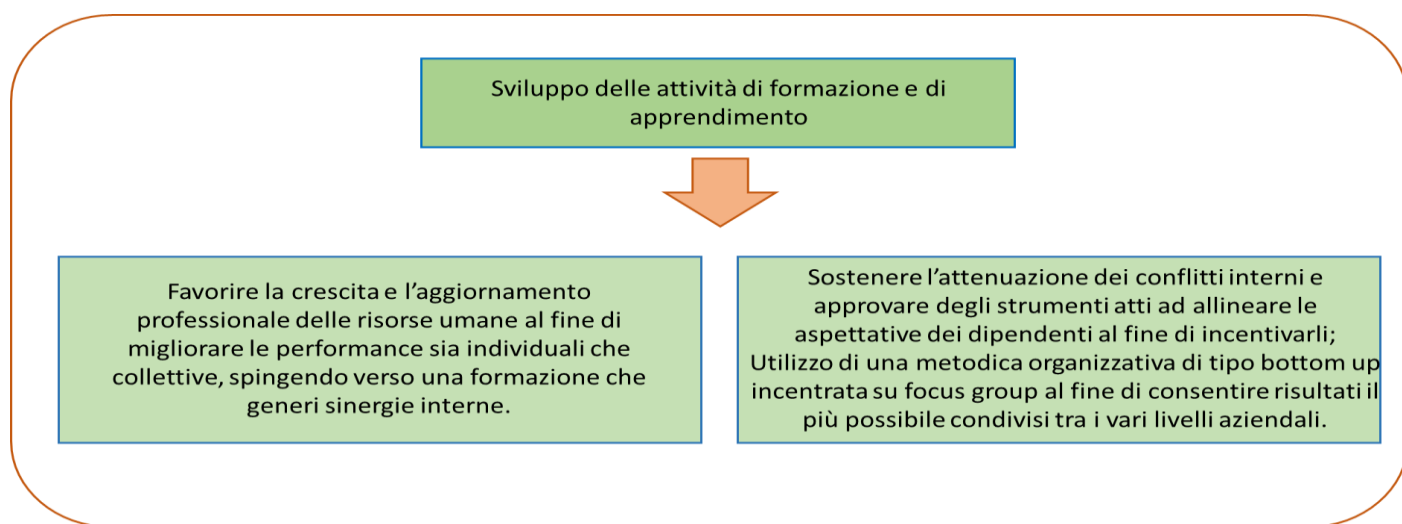 Sviluppo delle attività di formazione e di
apprendimento
Favorire la crescita e l’aggiornamento
professionale delle risorse umane al fine di
migliorare le performance sia individuali che
collettive, spingendo verso una formazione che
generi sinergie interne.
Sostenere l’attenuazione dei conflitti interni e
approvare degli strumenti atti ad allineare le
aspettative dei dipendenti al fine di incentivarli;
Utilizzo di una metodica organizzativa di tipo bottom up
incentrata su focus group al fine di consentire risultati il
più possibile condivisi tra i vari livelli aziendali.